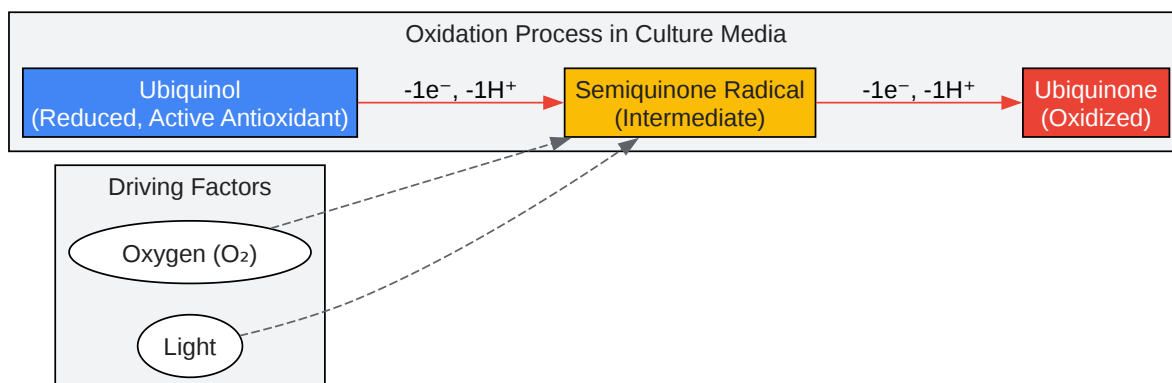 Oxidation Process in Culture Media
Ubiquinol
(Reduced, Active Antioxidant)
-1e⁻, -1H⁺
Semiquinone Radical
(Intermediate)
-1e⁻, -1H⁺
Ubiquinone
(Oxidized)
Driving Factors
Oxygen (O₂)
Light